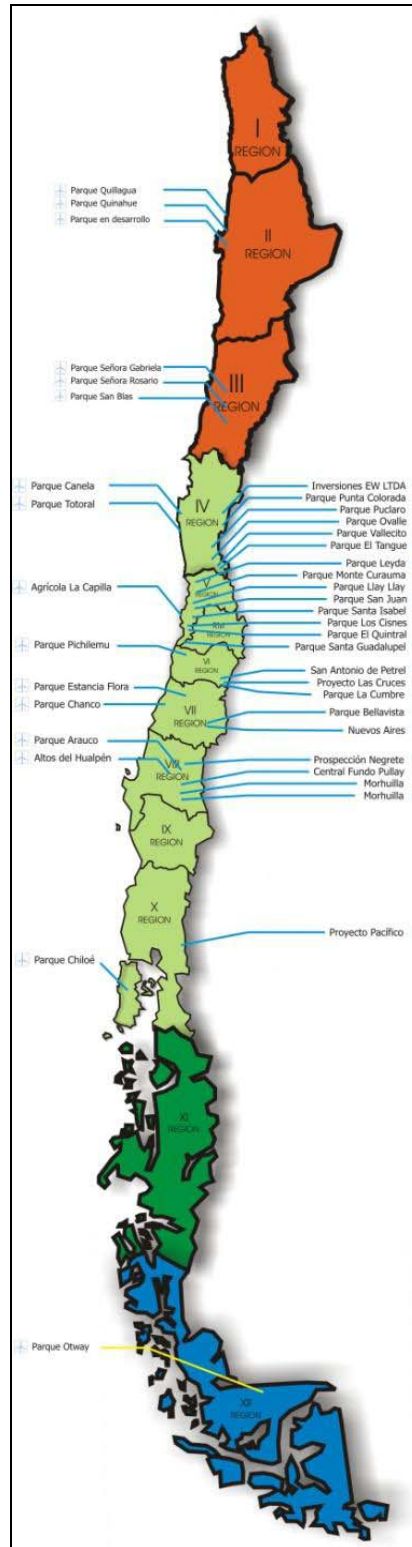 I
REGION
Parque Quillagua
Parque Quinahue
Parque en desarrollo
II
REGION
Parque Señora Gabriela
Parque Señora Rosario
Parque San Blas
III
REGION
Parque Canela
Parque Totoral
IV
REGION
Inversiones EW LTDA
Parque Punta Colorada
Parque Puclaro
Parque Ovalle
Parque Vallecito
Parque El Tangue
Parque Leyda
Parque Monte Curauma
Parque Llay Llay
Parque San Juan
Parque Santa Isabel
Parque Los Cisnes
Parque El Quintral
Parque Santa Guadalupel
Agrícola La Capilla
V
REGION
RM
REGION
Parque Pichilemu
VI
REGION
San Antonio de Petrel
Proyecto Las Cruces
Parque La Cumbre
Parque Estancia Flora
Parque Chanco
VII
REGION
Parque Bellavista
Nuevos Aires
Parque Arauco
Altos del Hualpén
VIII
REGION
Prospección Negrete
Central Fundo Pullay
Morhuilla
Morhuilla
IX
REGION
X
REGION
Proyecto Pacífico
Parque Chiloé
XI
REGION
Parque Otway
XII
REGION